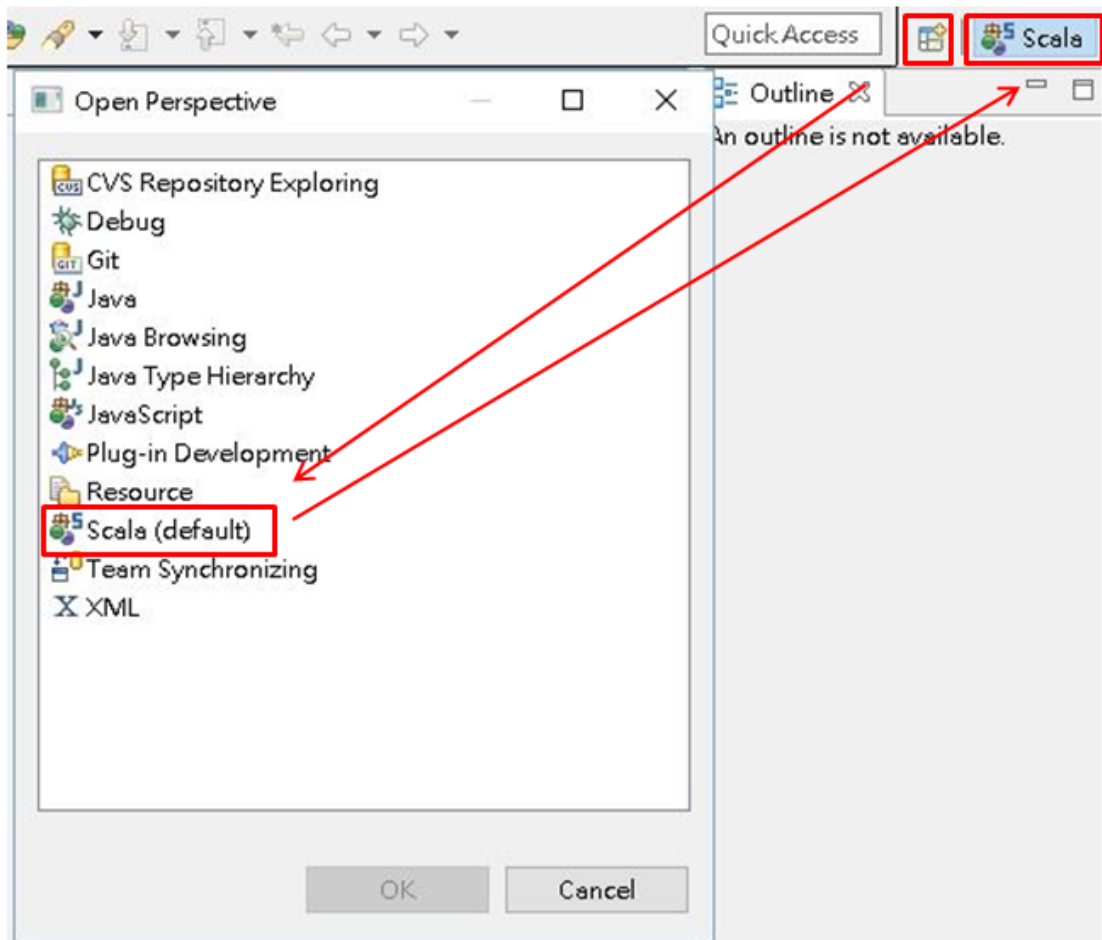 Quick Access
Scala
Open Perspective
Outline
An outline is not available.
CVS Repository Exploring
Debug
Git
Java
Java Browsing
Java Type Hierarchy
JavaScript
Plug-in Development
Resource
Scala (default)
Team Synchronizing
XML
OK
Cancel